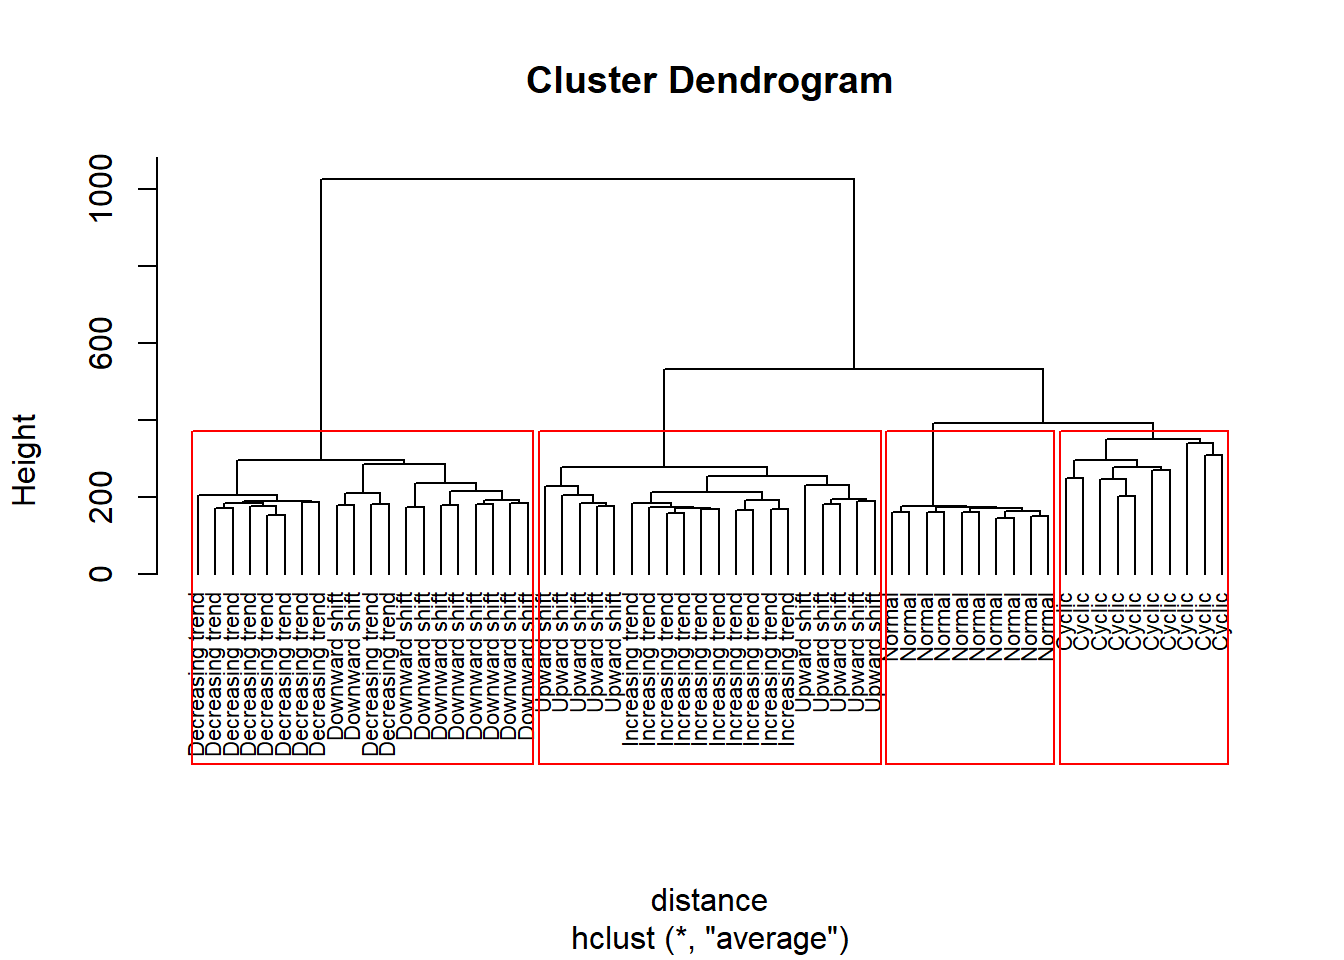 Cluster Dendrogram
Height
1000
600
200
0
Decreasing trend
Decreasing trend
Decreasing trend
Decreasing trend
Decreasing trend
Decreasing trend
Decreasing trend
Decreasing trend
Downward shift
Downward shift
Decreasing trend
Decreasing trend
Downward shift
Downward shift
Downward shift
Downward shift
Downward shift
Downward shift
Downward shift
Downward shift
Upward shift
Upward shift
Upward shift
Upward shift
Upward shift
Increasing trend
Increasing trend
Increasing trend
Increasing trend
Increasing trend
Increasing trend
Increasing trend
Increasing trend
Increasing trend
Increasing trend
Upward shift
Upward shift
Upward shift
Upward shift
Upward shift
Normal
Normal
Normal
Normal
Normal
Normal
Normal
Normal
Normal
Normal
Cyclic
Cyclic
Cyclic
Cyclic
Cyclic
Cyclic
Cyclic
Cyclic
Cyclic
Cyclic
distance
hclust (*, "average")